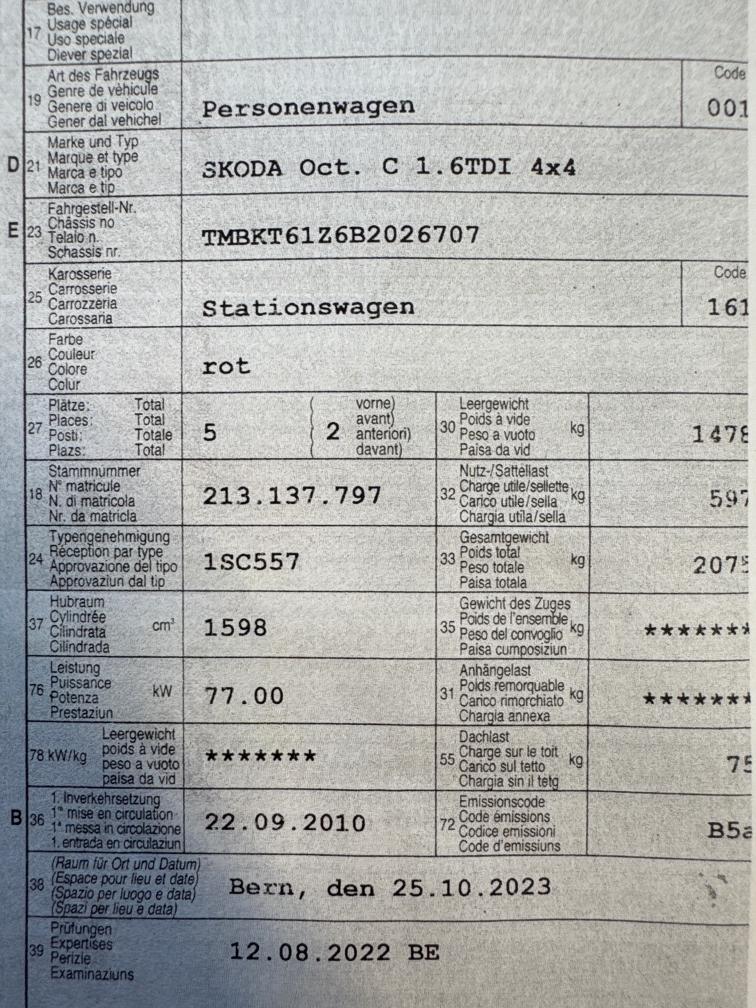 17 Bes. Verwendung
Usage spécial
Uso speciale
Diever spezial
19 Art des Fahrzeugs
Genre de véhicule
Genere di veicolo
Gener dal vehichel
Personenwagen
Code
001
D 21 Marke und Typ
Marque et type
Marca e tipo
Marca e tip
SKODA Oct. C 1.6TDI 4x4
E 23 Fahrgestell-Nr.
Châssis no
Telaio n.
Schassis nr.
TMBKT61Z6B2026707
25 Karosserie
Carrosserie
Carrozzeria
Carossaria
Stationswagen
Code
161
26 Farbe
Couleur
Colore
Colur
rot
27 Plätze: Total
Places: Total
Posti: Totale
Plazs: Total
5
( 2 vorne)
avant)
anteriori)
davant)
30 Leergewicht
Poids à vide
Peso a vuoto
Paisa da vid
kg
1478
18 Stammnummer
N° matricule
N. di matricola
Nr. da matricla
213.137.797
32 Nutz-/Sattellast
Charge utile/sellette
Carico utile/sella
Chargia utila/sella
kg
597
24 Typengenehmigung
Réception par type
Approvazione del tipo
Approvaziun dal tip
1SC557
33 Gesamtgewicht
Poids total
Peso totale
Paisa totala
kg
2075
37 Hubraum
Cylindrée
Cilindrata
Cilindrada
cm³
1598
35 Gewicht des Zuges
Poids de l'ensemble
Peso del convoglio
Paisa cumposiziun
kg
*******
76 Leistung
Puissance
Potenza
Prestaziun
kW
77.00
31 Anhängelast
Poids remorquable
Carico rimorchiato
Chargia annexa
kg
*******
78 kW/kg Leergewicht
poids à vide
peso a vuoto
paisa da vid
*******
55 Dachlast
Charge sur le toit
Carico sul tetto
Chargia sin il tetg
kg
75
B 36 1. Inverkehrsetzung
1re mise en circulation
1a messa in circolazione
1. entrada en circulaziun
22.09.2010
72 Emissionscode
Code émissions
Codice emissioni
Code d'emissiuns
B5a
38 (Raum für Ort und Datum)
(Espace pour lieu et date)
(Spazio per luogo e data)
(Spazi per lieu e data)
Bern, den 25.10.2023
39 Prüfungen
Expertises
Perizie
Examinaziuns
12.08.2022 BE